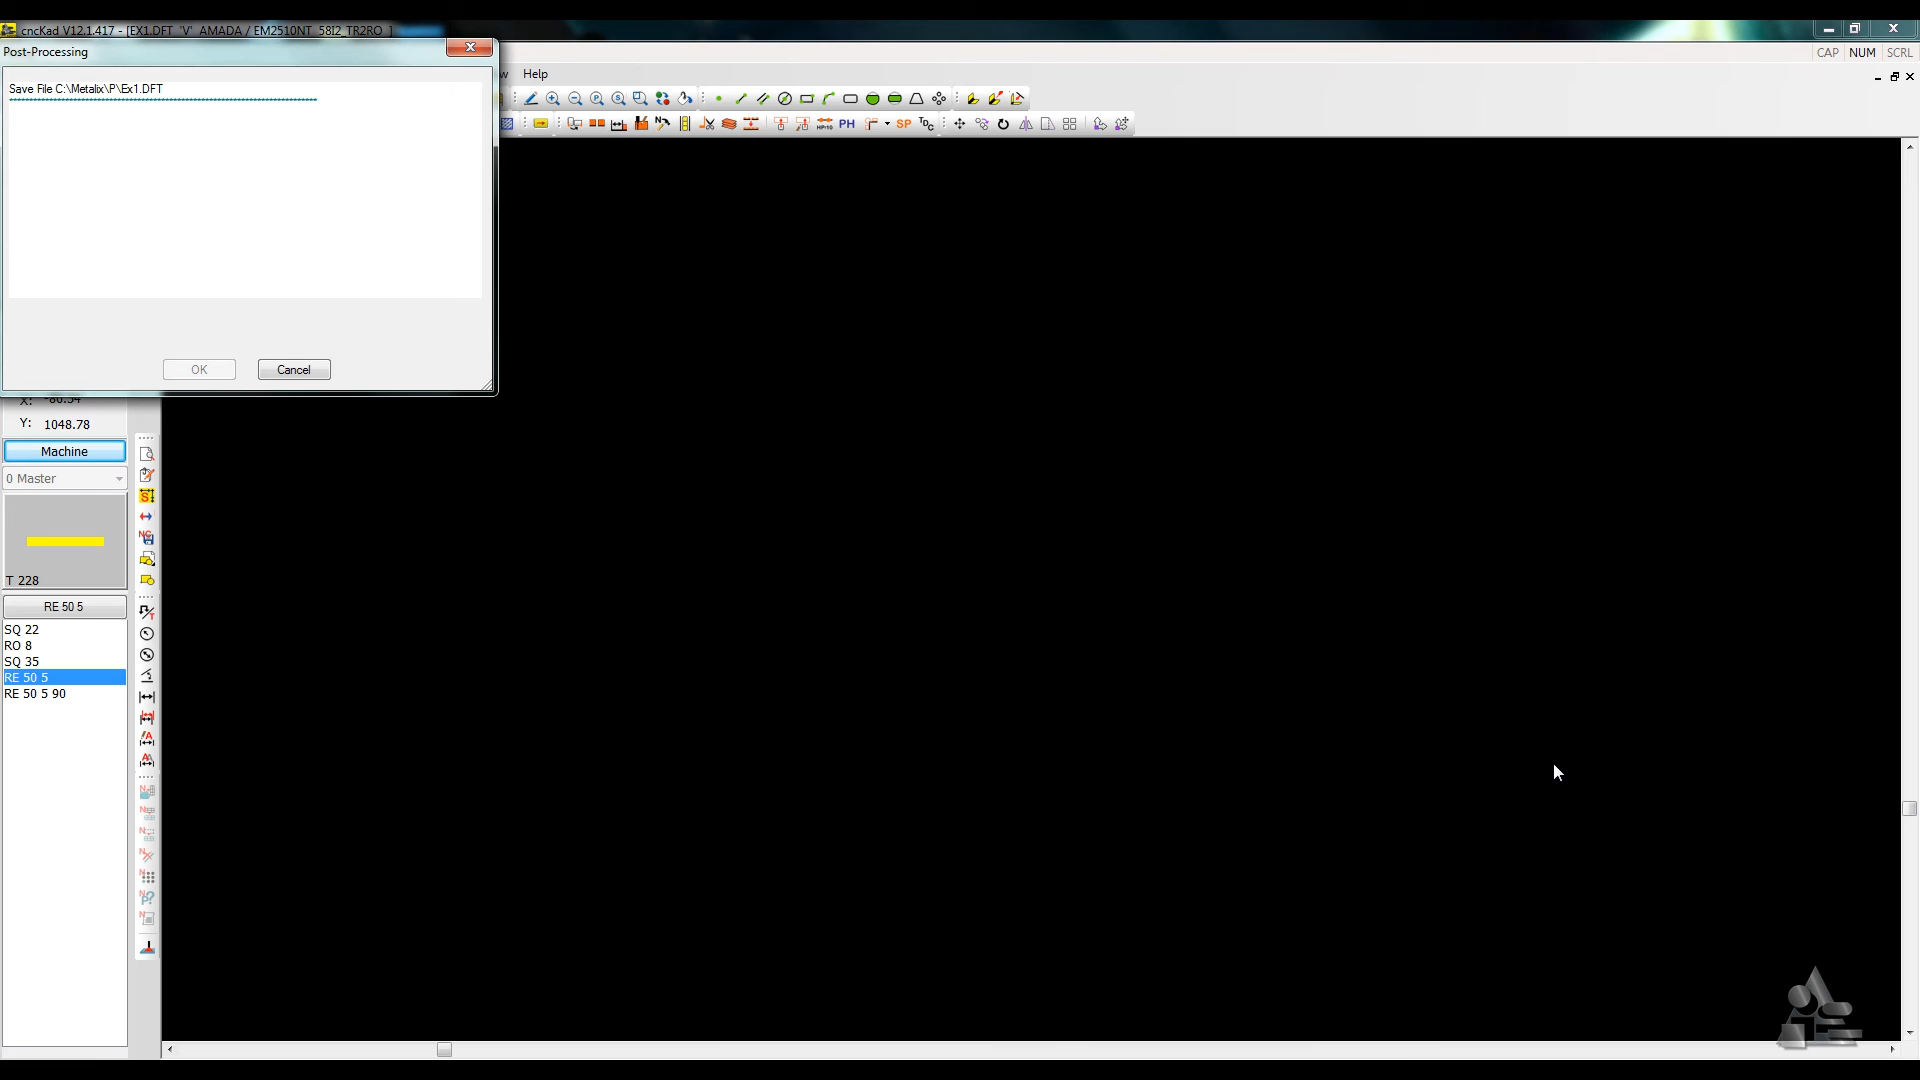 cncKad V12.1.417 - [EX1.DFT 'V' AMADA / EM2510NT 58I2_TR2RO ]
Post-Processing
CAP NUM SCRL
Help
Save File C:\Metalix\P\Ex1.DFT
PH
SP
OK
Cancel
Y: 1048.78
Machine
0 Master
T 228
RE 50 5
SQ 22
RO 8
SQ 35
RE 50 5
RE 50 5 90